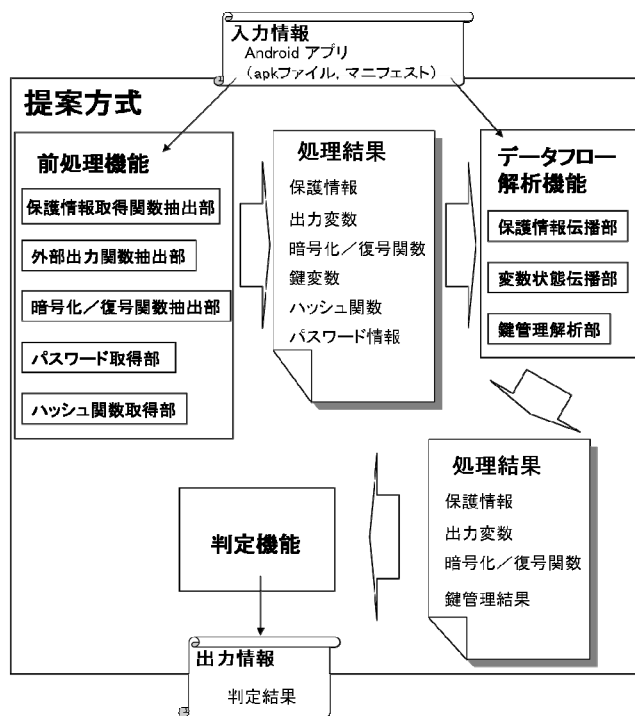 入力情報
Android アプリ
（apkファイル, マニフェスト）
提案方式
前処理機能
保護情報取得関数抽出部
外部出力関数抽出部
暗号化／復号関数抽出部
パスワード取得部
ハッシュ関数取得部
処理結果
保護情報
出力変数
暗号化／復号関数
鍵変数
ハッシュ関数
パスワード情報
データフロー
解析機能
保護情報伝播部
変数状態伝播部
鍵管理解析部
処理結果
保護情報
出力変数
暗号化／復号関数
鍵管理結果
判定機能
出力情報
判定結果